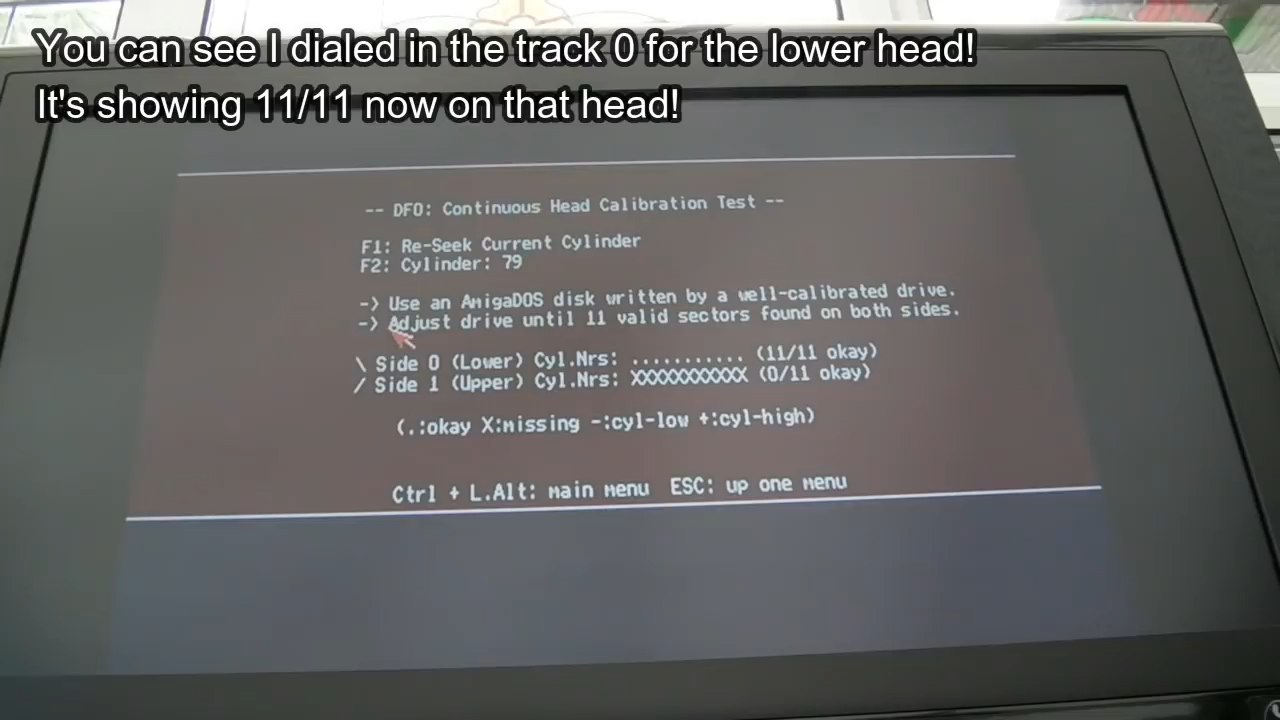 You can see I dialed in the track 0 for the lower head!
It's showing 11/11 now on that head!
-- DF0: Continuous Head Calibration Test --
F1: Re-Seek Current Cylinder
F2: Cylinder: 79
-> Use an AmigaDOS disk written by a well-calibrated drive.
-> Adjust drive until 11 valid sectors found on both sides.
\ Side 0 (Lower) Cyl.Nrs: ........... (11/11 okay)
/ Side 1 (Upper) Cyl.Nrs: XXXXXXXXXXX (0/11 okay)
(.:okay X:missing -:cyl-low +:cyl-high)
Ctrl + L.Alt: main menu ESC: up one menu